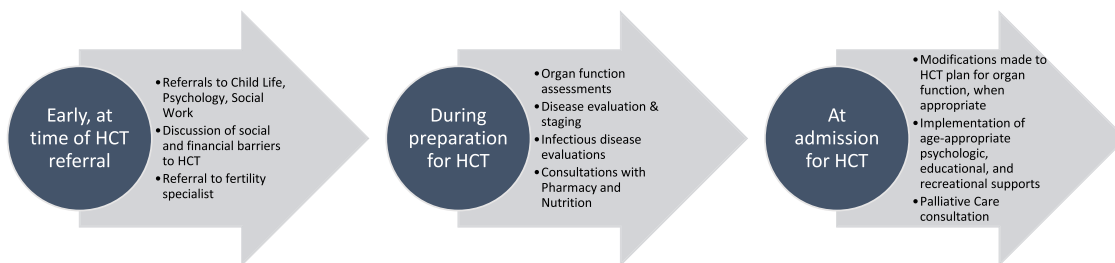 Early, at
time of HCT
referral
•Referrals to Child Life,
Psychology, Social
Work
•Discussion of social
and financial barriers
to HCT
•Referral to fertility
specialist
During
preparation
for HCT
•Organ function
assessments
•Disease evaluation &
staging
•Infectious disease
evaluations
•Consultations with
Pharmacy and
Nutrition
At
admission
for HCT
•Modifications made to
HCT plan for organ
function, when
appropriate
•Implementation of
age-appropriate
psychologic,
educational, and
recreational supports
•Palliative Care
consultation